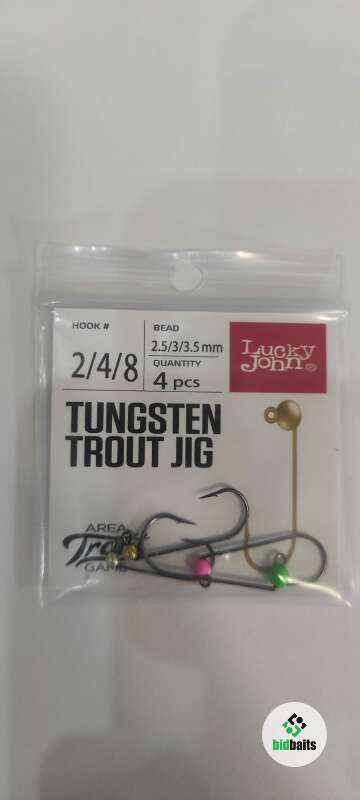 HOOK #
2/4/8
BEAD
2.5/3/3.5 mm
QUANTITY
4 pcs
Lucky
John®
TUNGSTEN
TROUT JIG
AREA
Trout
GAME
bidbaits